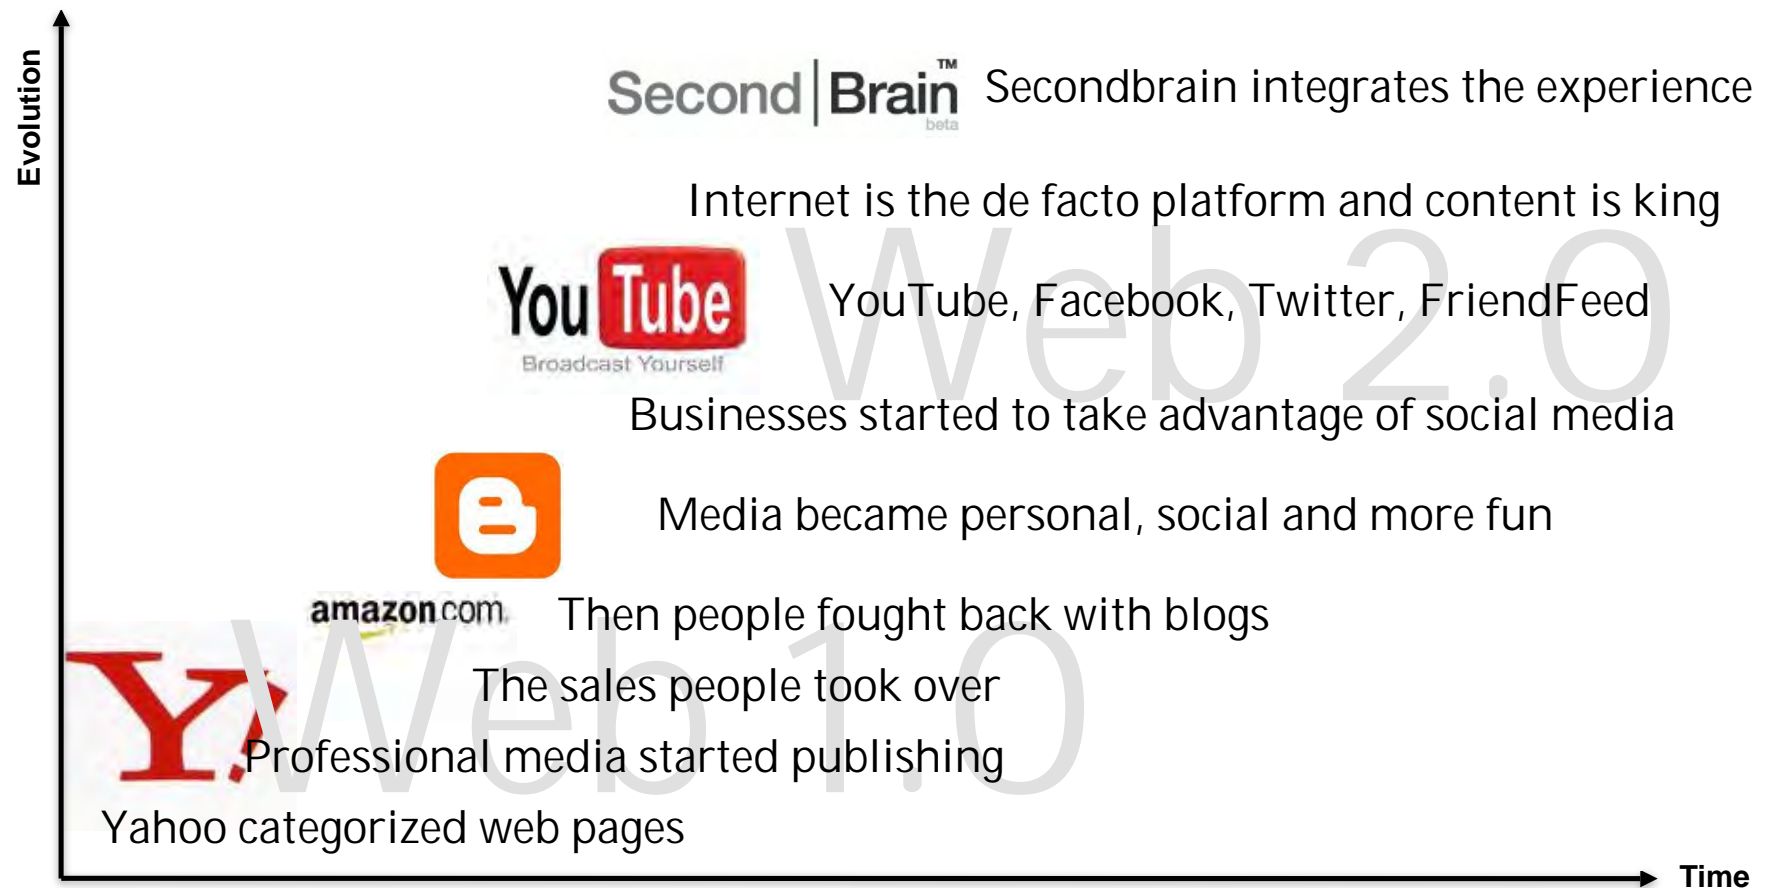 Evolution
Second|Brain™ Secondbrain integrates the experience
beta
Internet is the de facto platform and content is king
Web 2.0
YouTube YouTube, Facebook, Twitter, FriendFeed
Broadcast Yourself
Businesses started to take advantage of social media
Media became personal, social and more fun
amazon.com. Then people fought back with blogs
Web 1.0
The sales people took over
Y!
Professional media started publishing
Yahoo categorized web pages
Time